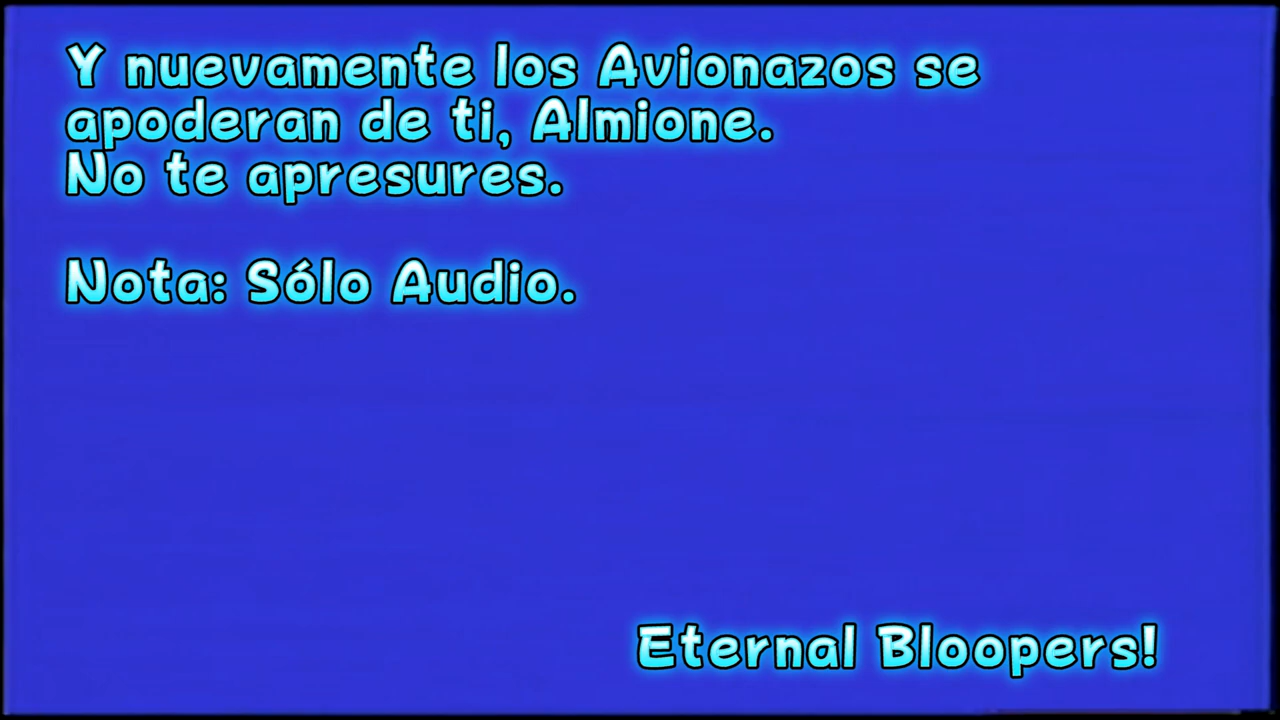 Y nuevamente los Avionazos se
apoderan de ti, Almione.
No te apresures.
Nota: Sólo Audio.
Eternal Bloopers!